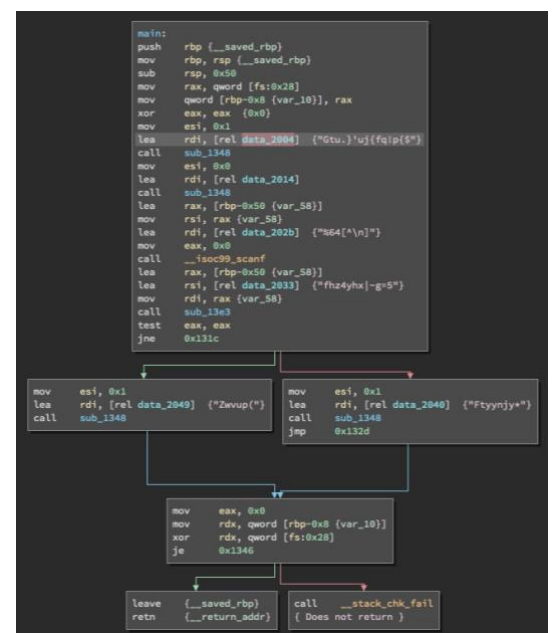 main:
push rbp {__saved_rbp}
mov rbp, rsp {__saved_rbp}
sub rsp, 0x50
mov rax, qword [fs:0x28]
mov qword [rbp-0x8 {var_10}], rax
xor eax, eax {0x0}
mov esi, 0x1
lea rdi, [rel data_2004] {"Gtu.}'uj{fq!p{$"}
call sub_1348
mov esi, 0x0
lea rdi, [rel data_2014]
call sub_1348
lea rax, [rbp-0x50 {var_58}]
mov rsi, rax {var_58}
lea rdi, [rel data_202b] {"%64[^\n]"}
mov eax, 0x0
call __isoc99_scanf
lea rax, [rbp-0x50 {var_58}]
lea rsi, [rel data_2033] {"fhz4yhx|~g=5"}
mov rdi, rax {var_58}
call sub_13e3
test eax, eax
jne 0x131c
mov esi, 0x1
lea rdi, [rel data_2049] {"Zwvup("}
call sub_1348
mov esi, 0x1
lea rdi, [rel data_2040] {"Ftyynjy*"}
call sub_1348
jmp 0x132d
mov eax, 0x0
mov rdx, qword [rbp-0x8 {var_10}]
xor rdx, qword [fs:0x28]
je 0x1346
leave {__saved_rbp}
retn {__return_addr}
call __stack_chk_fail
{ Does not return }